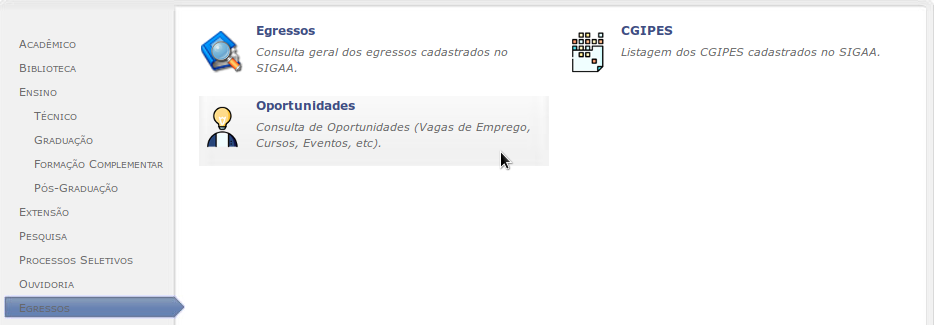 Acadêmico
Biblioteca
Ensino
Técnico
Graduação
Formação Complementar
Pós-Graduação
Extensão
Pesquisa
Processos Seletivos
Ouvidoria
Egressos
Egressos
Consulta geral dos egressos cadastrados no
SIGAA.
CGIPES
Listagem dos CGIPES cadastrados no SIGAA.
Oportunidades
Consulta de Oportunidades (Vagas de Emprego,
Cursos, Eventos, etc).